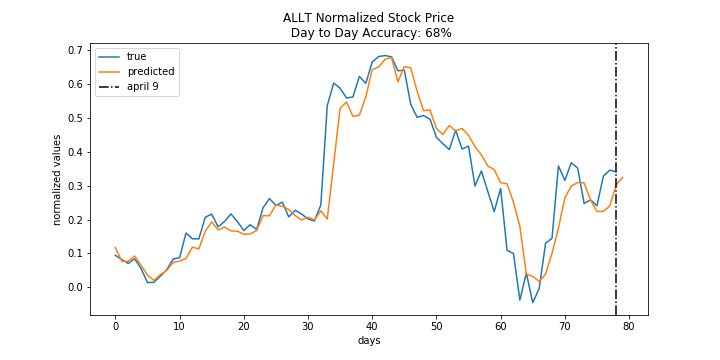 ALLT Normalized Stock Price
Day to Day Accuracy: 68%
true
predicted
april 9
normalized values
0.7
0.6
0.5
0.4
0.3
0.2
0.1
0.0
0
10
20
30
40
50
60
70
80
days